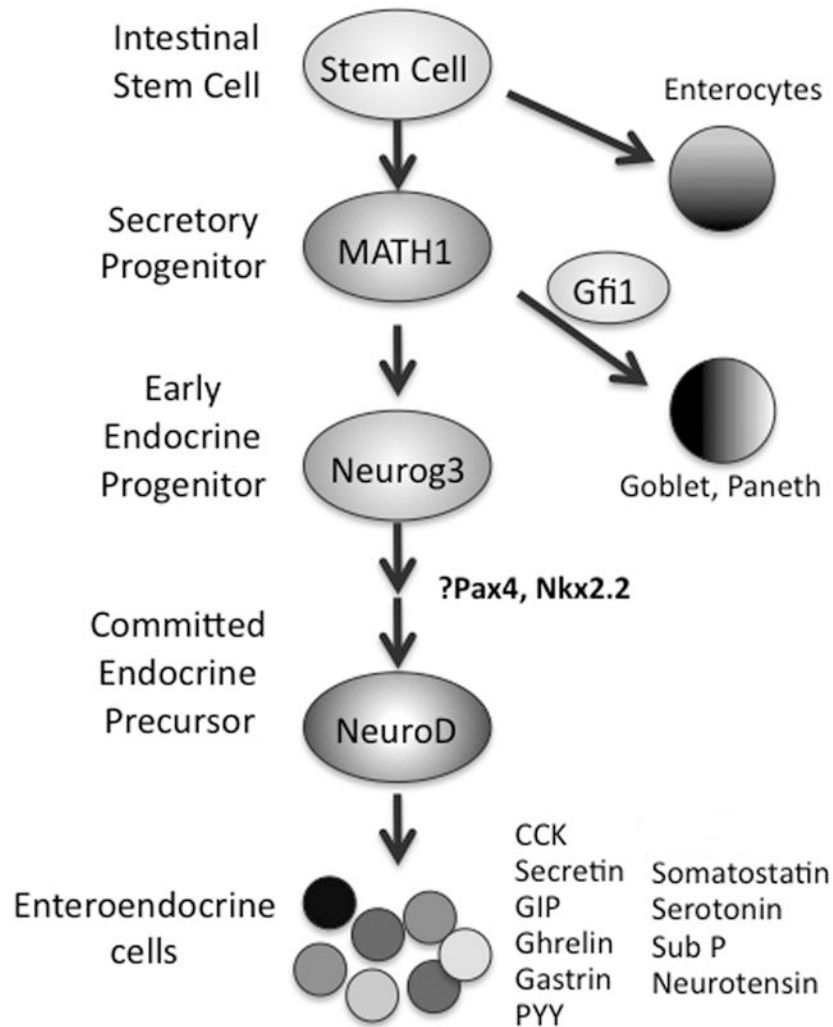 Intestinal
Stem Cell
Stem Cell
Enterocytes
Secretory
Progenitor
MATH1
Gfi1
Early
Endocrine
Progenitor
Neurog3
Goblet, Paneth
?Pax4, Nkx2.2
Committed
Endocrine
Precursor
NeuroD
Enteroendocrine
cells
CCK
Secretin
GIP
Ghrelin
Gastrin
PYY
Somatostatin
Serotonin
Sub P
Neurotensin